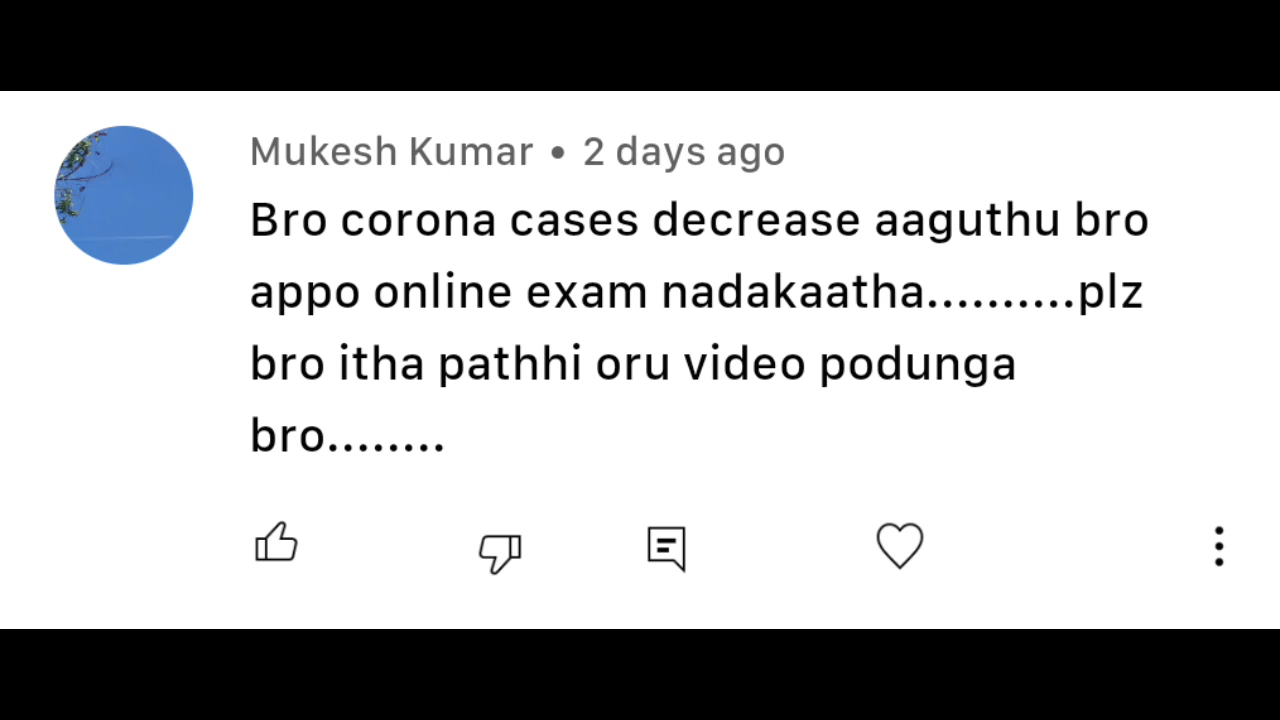 Mukesh Kumar • 2 days ago
Bro corona cases decrease aaguthu bro
appo online exam nadakaatha..........plz
bro itha pathhi oru video podunga
bro........